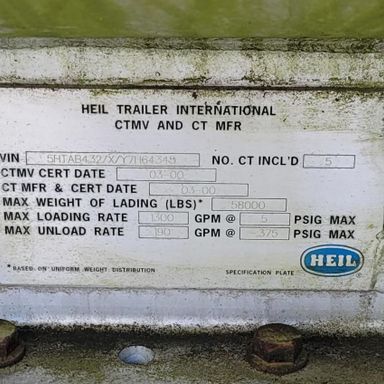 HEIL TRAILER INTERNATIONAL
CTMV AND CT MFR
VIN NO. CT INCL'D 5
CTMV CERT DATE 03-00
CT MFR & CERT DATE 03-00
MAX WEIGHT OF LADING (LBS)* 58000
MAX LOADING RATE 1300 GPM @ 5 PSIG MAX
MAX UNLOAD RATE 190 GPM @ -375 PSIG MAX
*BASED ON UNIFORM WEIGHT DISTRIBUTION SPECIFICATION PLATE
HEIL